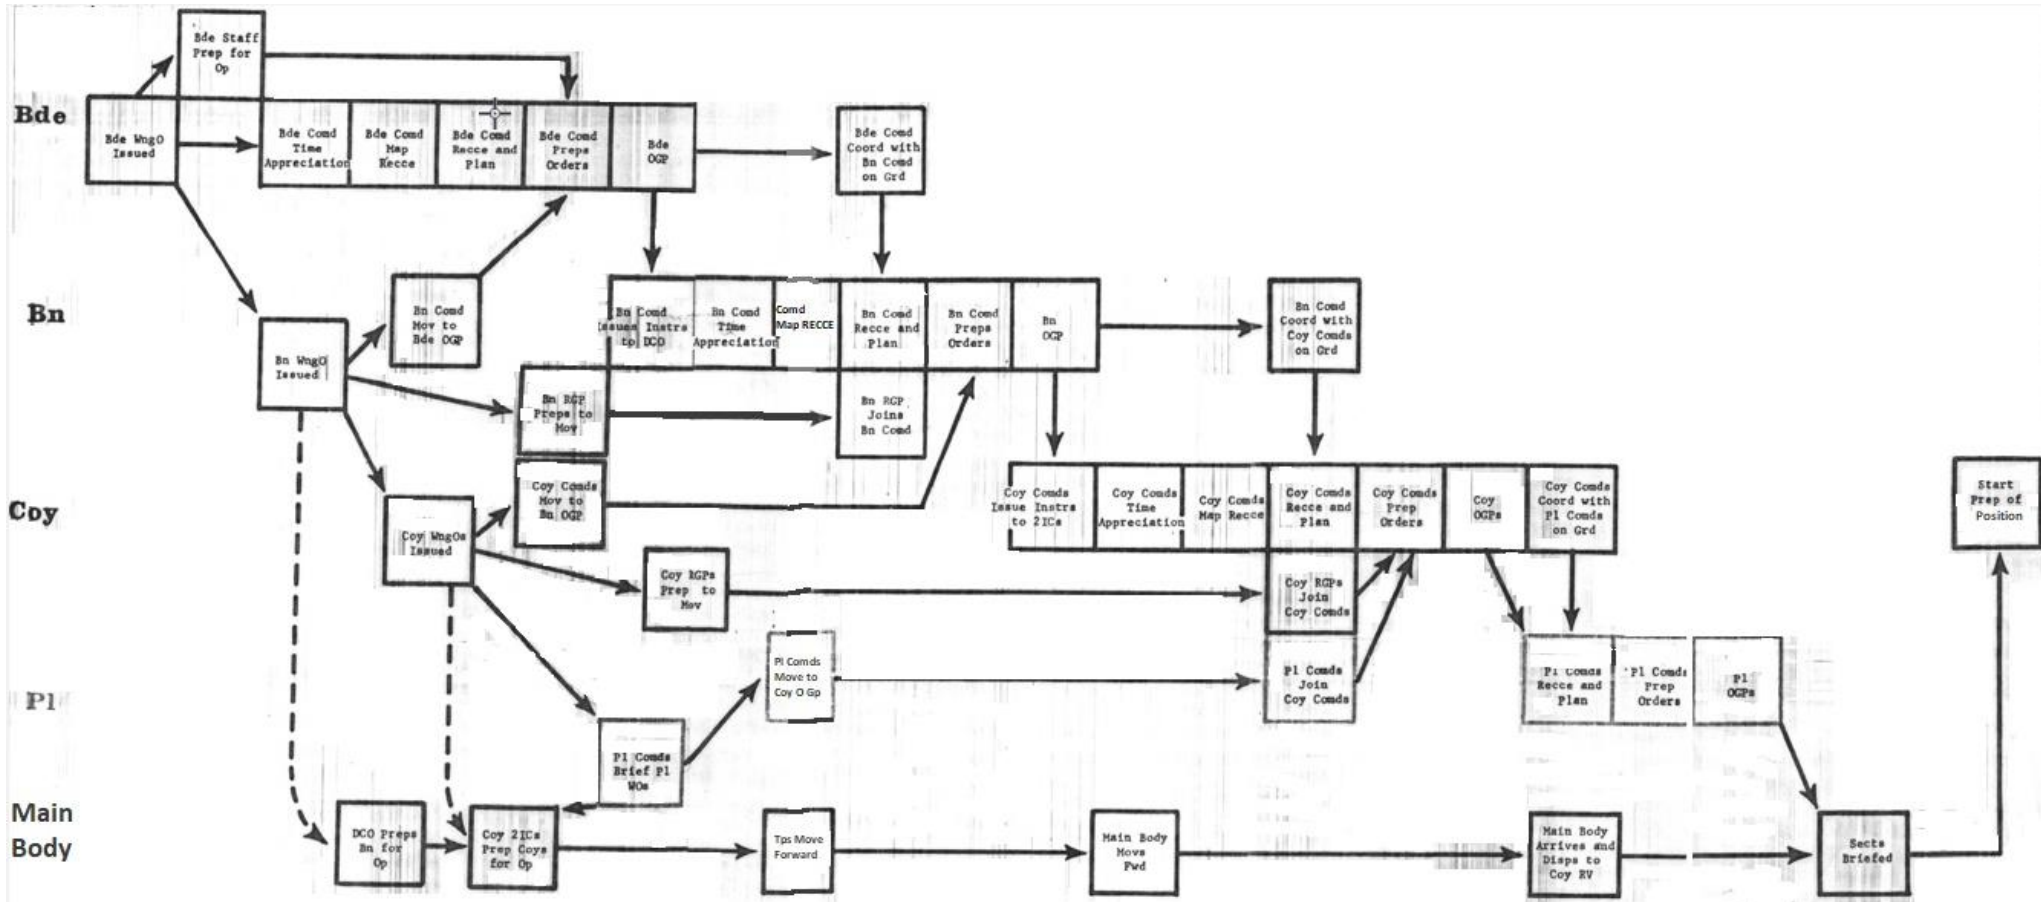 Bde Staff
Prep for
Op
Bde
Bde WngO
Issued
Bde Comd
Time
Appreciation
Bde Comd
Map
Recce
Bde Comd
Recce and
Plan
Bde Comd
Preps
Orders
Bde
OGP
Bde Comd
Coord with
Bn Comd
on Grd
Bn
Bn WngO
Issued
Bn Comd
Mov to
Bde OGP
Bn Comd
Issues Instrs
to DCO
Bn Comd
Time
Appreciation
Comd
Map RECCE
Bn Comd
Recce and
Plan
Bn Comd
Preps
Orders
Bn
OGP
Bn Comd
Coord with
Coy Comds
on Grd
Bn RGP
Preps to
Mov
Bn RGP
Joins
Bn Comd
Coy
Coy WngOs
Issued
Coy Comds
Mov to
Bn OGP
Coy Comds
Issue Instrs
to 2ICs
Coy Comds
Time
Appreciation
Coy Comds
Map Recce
Coy Comds
Recce and
Plan
Coy Comds
Prep
Orders
Coy
OGPs
Coy Comds
Coord with
Pl Comds
on Grd
Start
Prep of
Position
Coy RGPs
Prep to
Mov
Coy RGPs
Join
Coy Comds
Pl
Pl Comds
Brief Pl
WOs
Pl Comds
Move to
Coy O Gp
Pl Comds
Join
Coy Comds
Pl Comds
Recce and
Plan
Pl Comds
Prep
Orders
Pl
OGPs
Main
Body
DCO Preps
Bn for
Op
Coy 2ICs
Prep Coys
for Op
Tps Move
Forward
Main Body
Movs
Fwd
Main Body
Arrives and
Disps to
Coy RV
Sects
Briefed